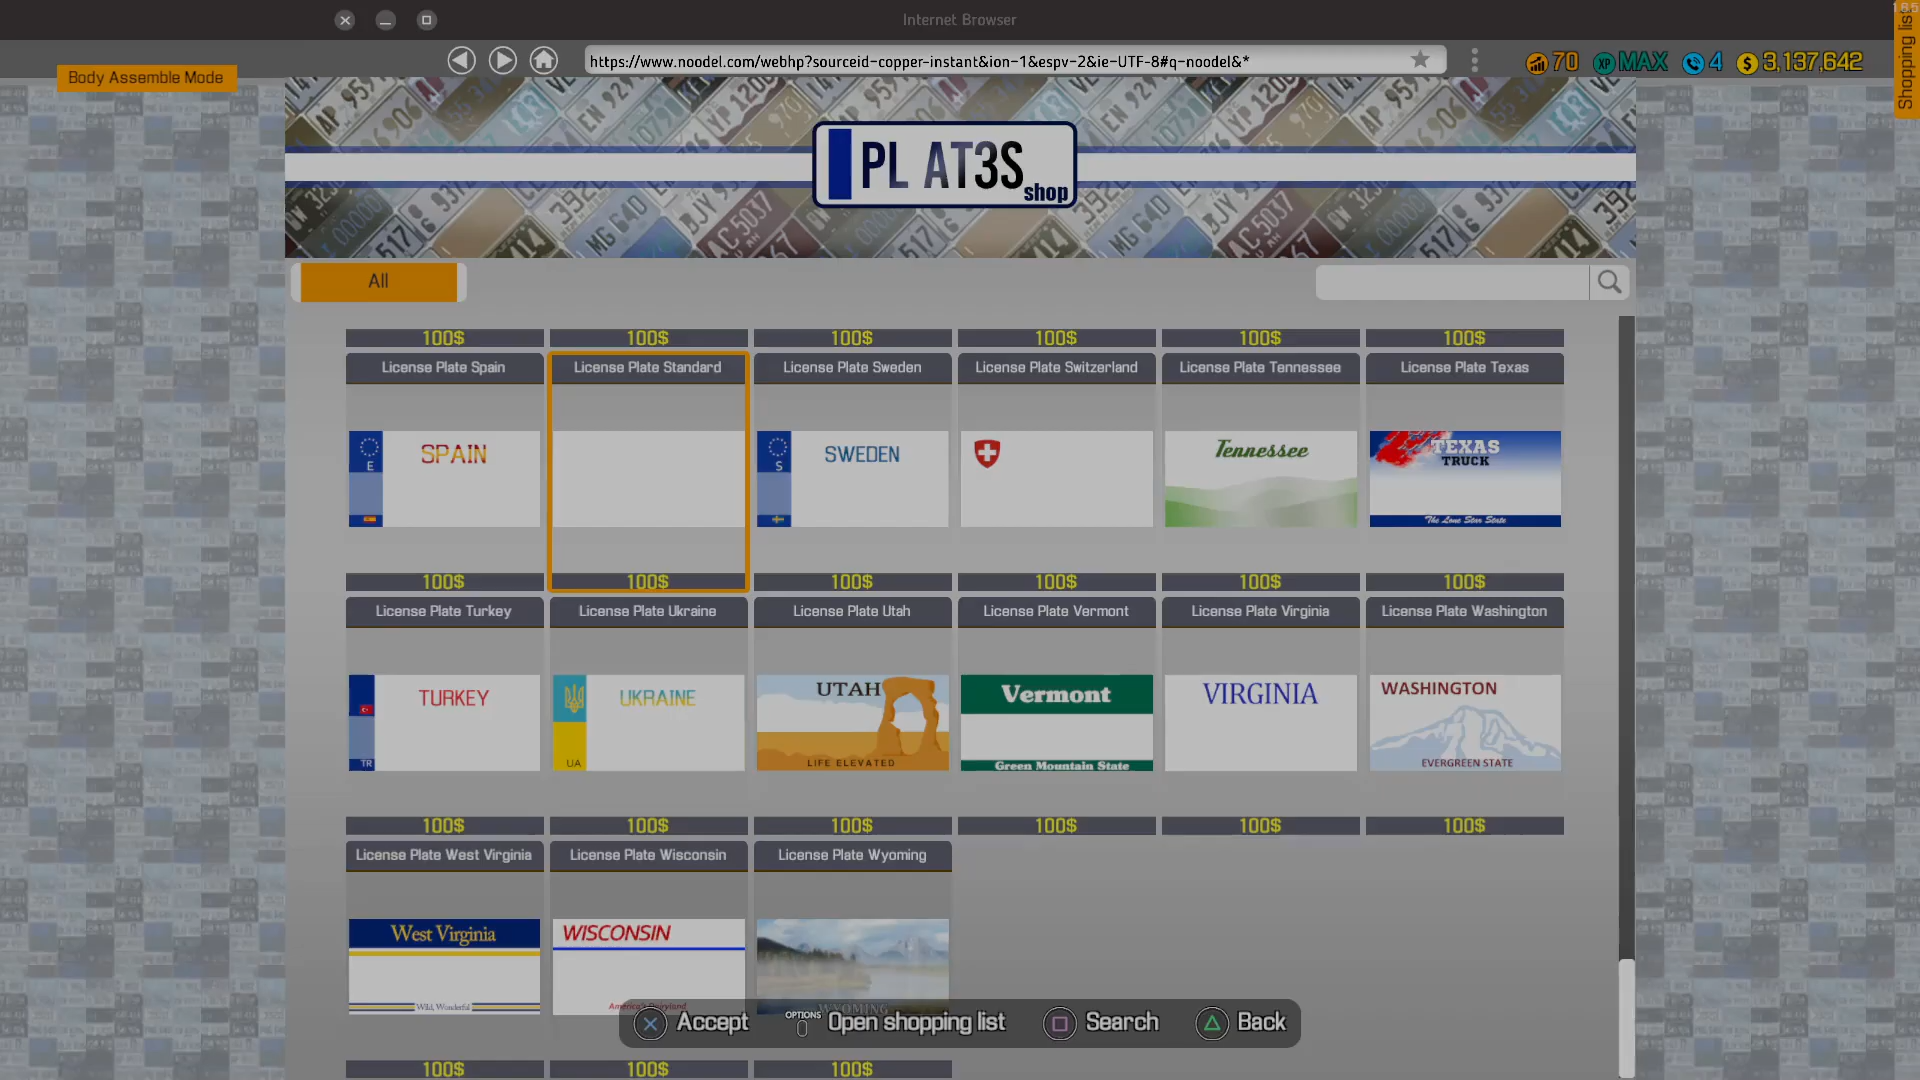 Internet Browser
https://www.noodel.com/webhp?sourceid-copper-instant&ion-1&espv-2&ie-UTF-8#q-noodel&*
70
XP MAX
4
$ 3,137,642
Shopping list
Body Assemble Mode
PL AT3S
shop
All
100$ 100$ 100$ 100$ 100$ 100$
License Plate Spain License Plate Standard License Plate Sweden License Plate Switzerland License Plate Tennessee License Plate Texas
E SPAIN
S SWEDEN
Tennessee
TEXAS
TRUCK
The Lone Star State
100$ 100$ 100$ 100$ 100$ 100$
License Plate Turkey License Plate Ukraine License Plate Utah License Plate Vermont License Plate Virginia License Plate Washington
TURKEY
TR
UKRAINE
UA
UTAH
LIFE ELEVATED
Vermont
Green Mountain State
VIRGINIA
WASHINGTON
EVERGREEN STATE
100$ 100$ 100$ 100$ 100$ 100$
License Plate West Virginia License Plate Wisconsin License Plate Wyoming
West Virginia
Wild, Wonderful
WISCONSIN
America's Dairyland
WYOMING
Accept OPTIONS Open shopping list Search Back
100$ 100$ 100$